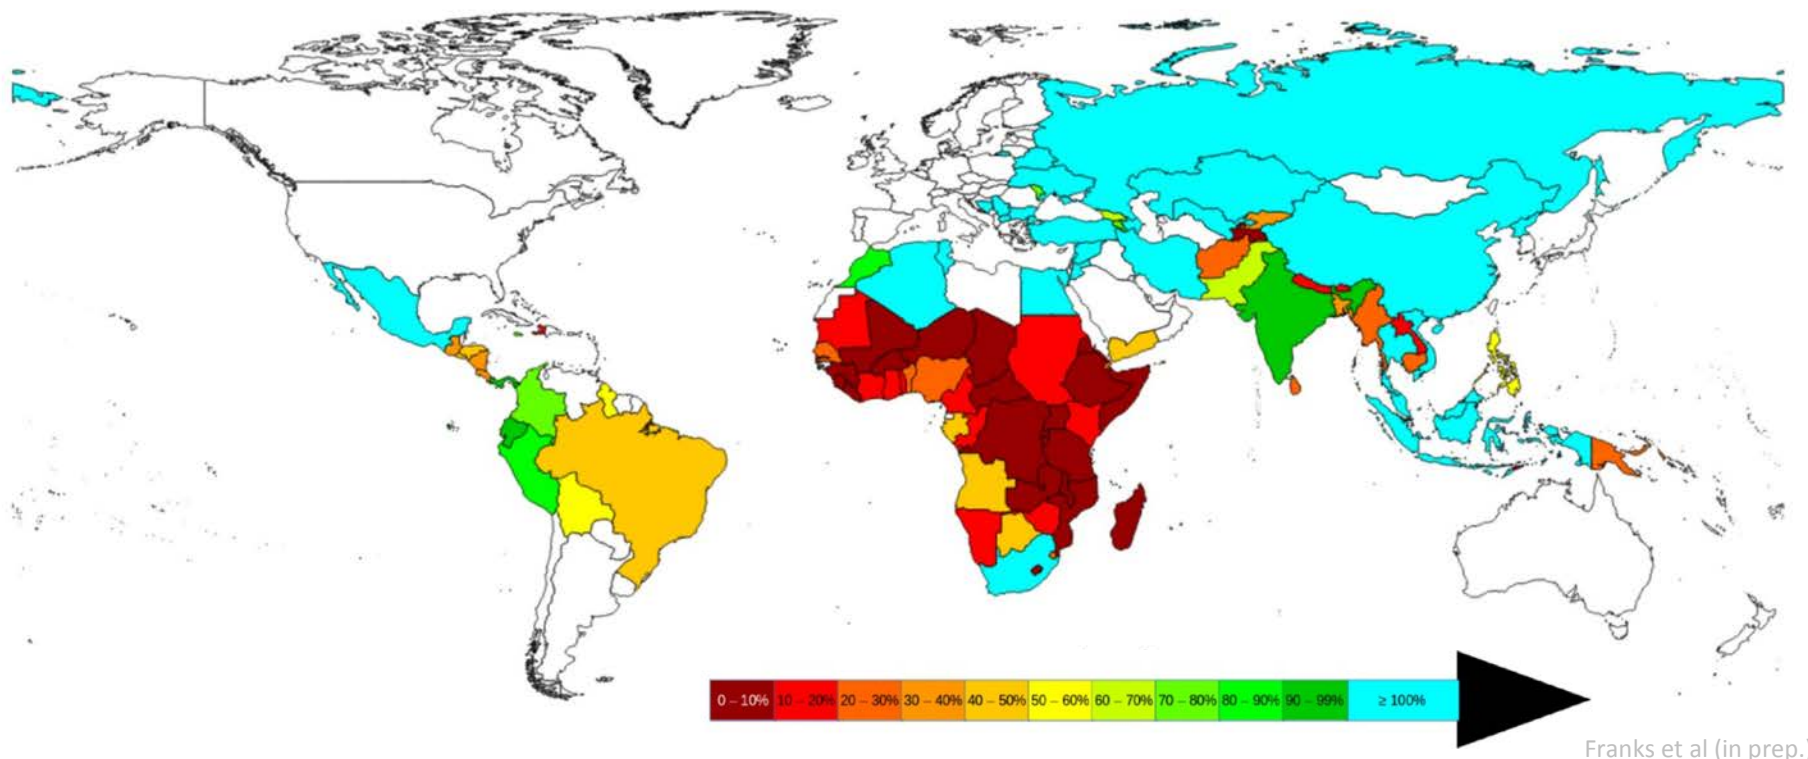 0 – 10% 10 – 20% 20 – 30% 30 – 40% 40 – 50% 50 – 60% 60 – 70% 70 – 80% 80 – 90% 90 – 99% ≥ 100%
Franks et al (in prep.)